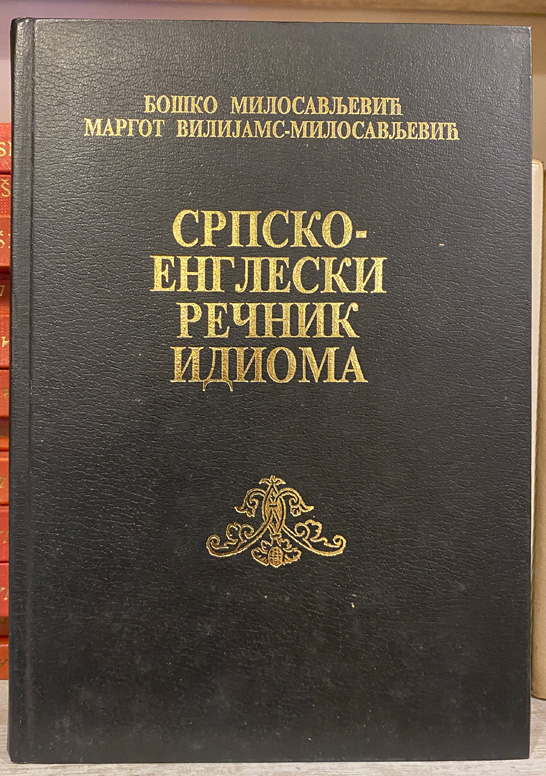 БОШКО МИЛОСАВЉЕВИЋ
МАРГОТ ВИЛИЈАМС-МИЛОСАВЉЕВИЋ
СРПСКО-
ЕНГЛЕСКИ
РЕЧНИК
ИДИОМА